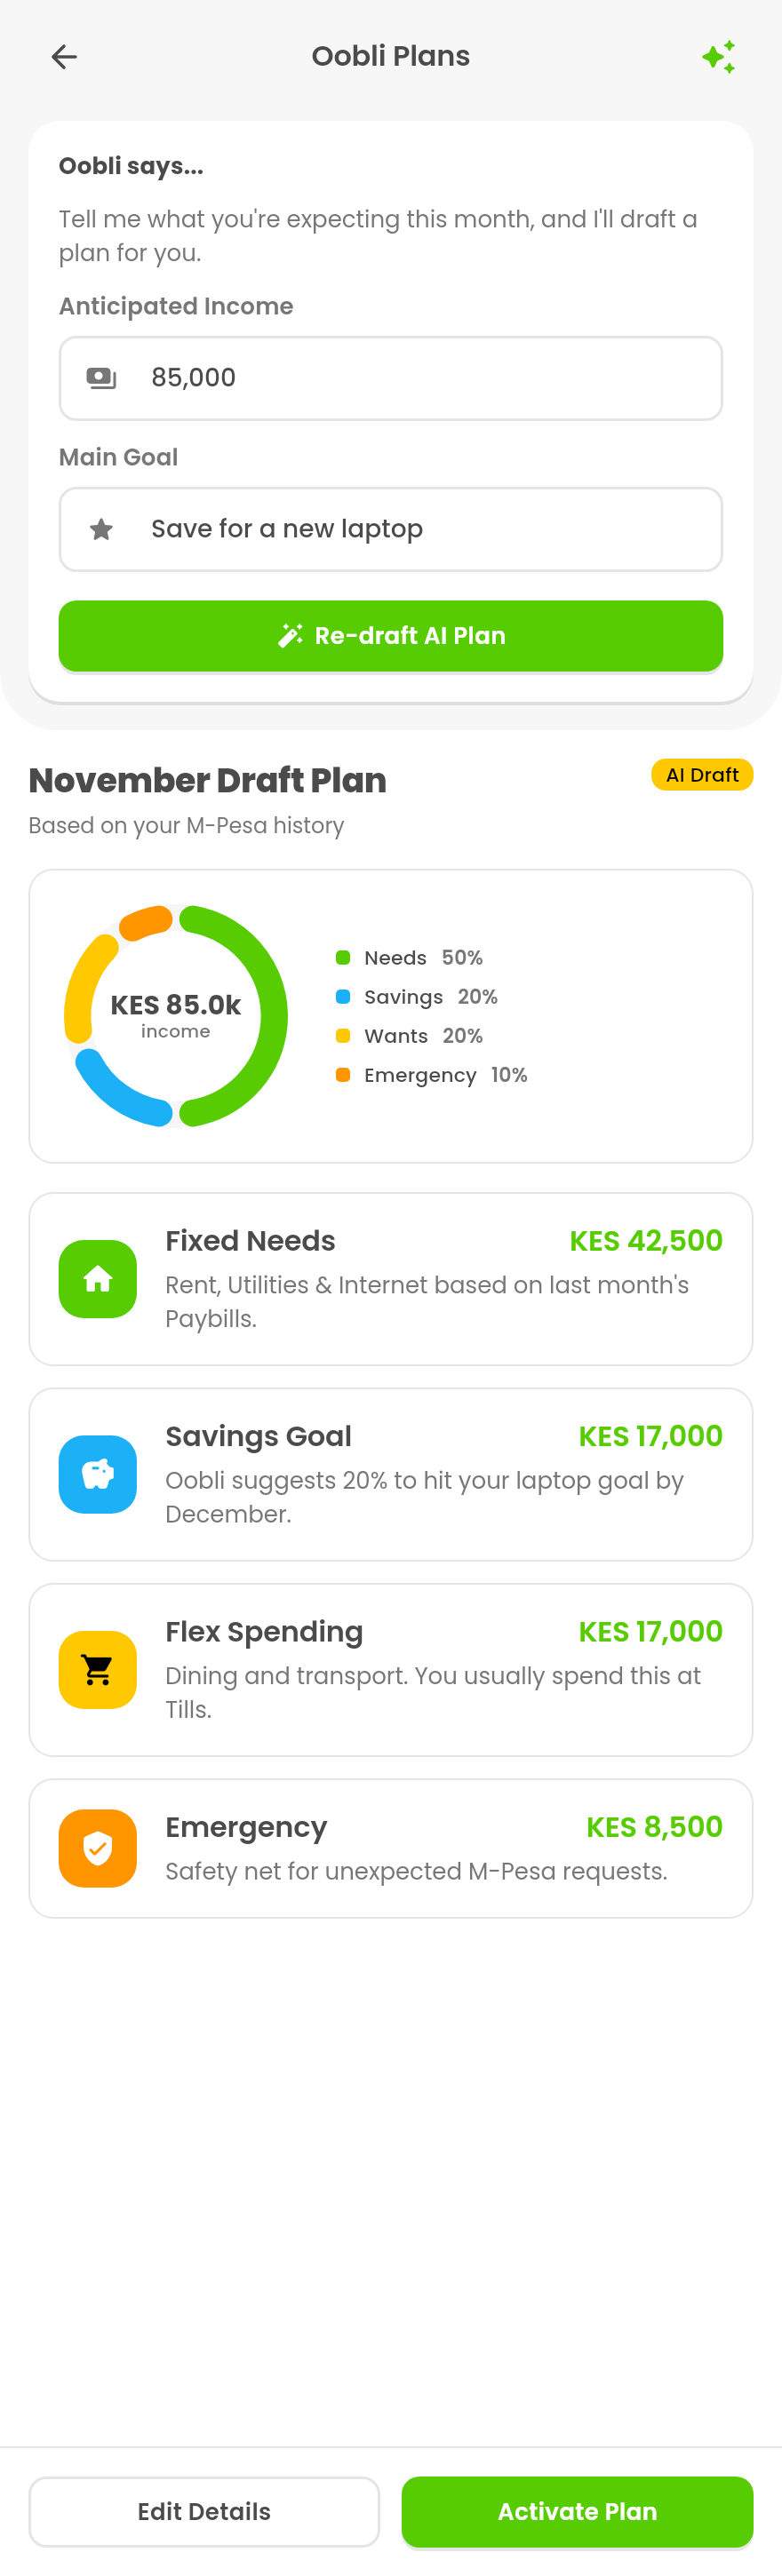 Oobli Plans
Oobli says...
Tell me what you're expecting this month, and I'll draft a
plan for you.
Anticipated Income
85,000
Main Goal
Save for a new laptop
Re-draft AI Plan
November Draft Plan
AI Draft
Based on your M-Pesa history
KES 85.0k
income
Needs 50%
Savings 20%
Wants 20%
Emergency 10%
Fixed Needs
KES 42,500
Rent, Utilities & Internet based on last month's
Paybills.
Savings Goal
KES 17,000
Oobli suggests 20% to hit your laptop goal by
December.
Flex Spending
KES 17,000
Dining and transport. You usually spend this at
Tills.
Emergency
KES 8,500
Safety net for unexpected M-Pesa requests.
Edit Details
Activate Plan